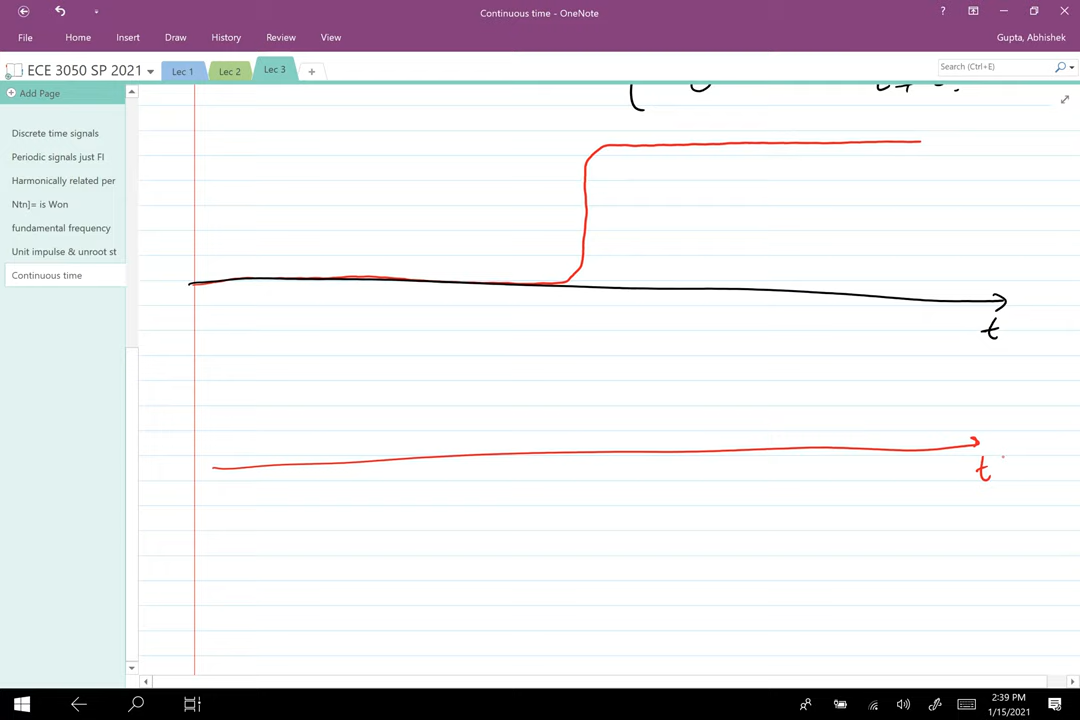 Continuous time - OneNote
?
File Home Insert Draw History Review View
Gupta, Abhishek
ECE 3050 SP 2021
Lec 1
Lec 2
Lec 3
+
Search (Ctrl+E)
Add Page
Discrete time signals
Periodic signals just FI
Harmonically related per
Ntn]= is Won
fundamental frequency
Unit impulse & unroot st
Continuous time
t
t
2:39 PM
1/15/2021